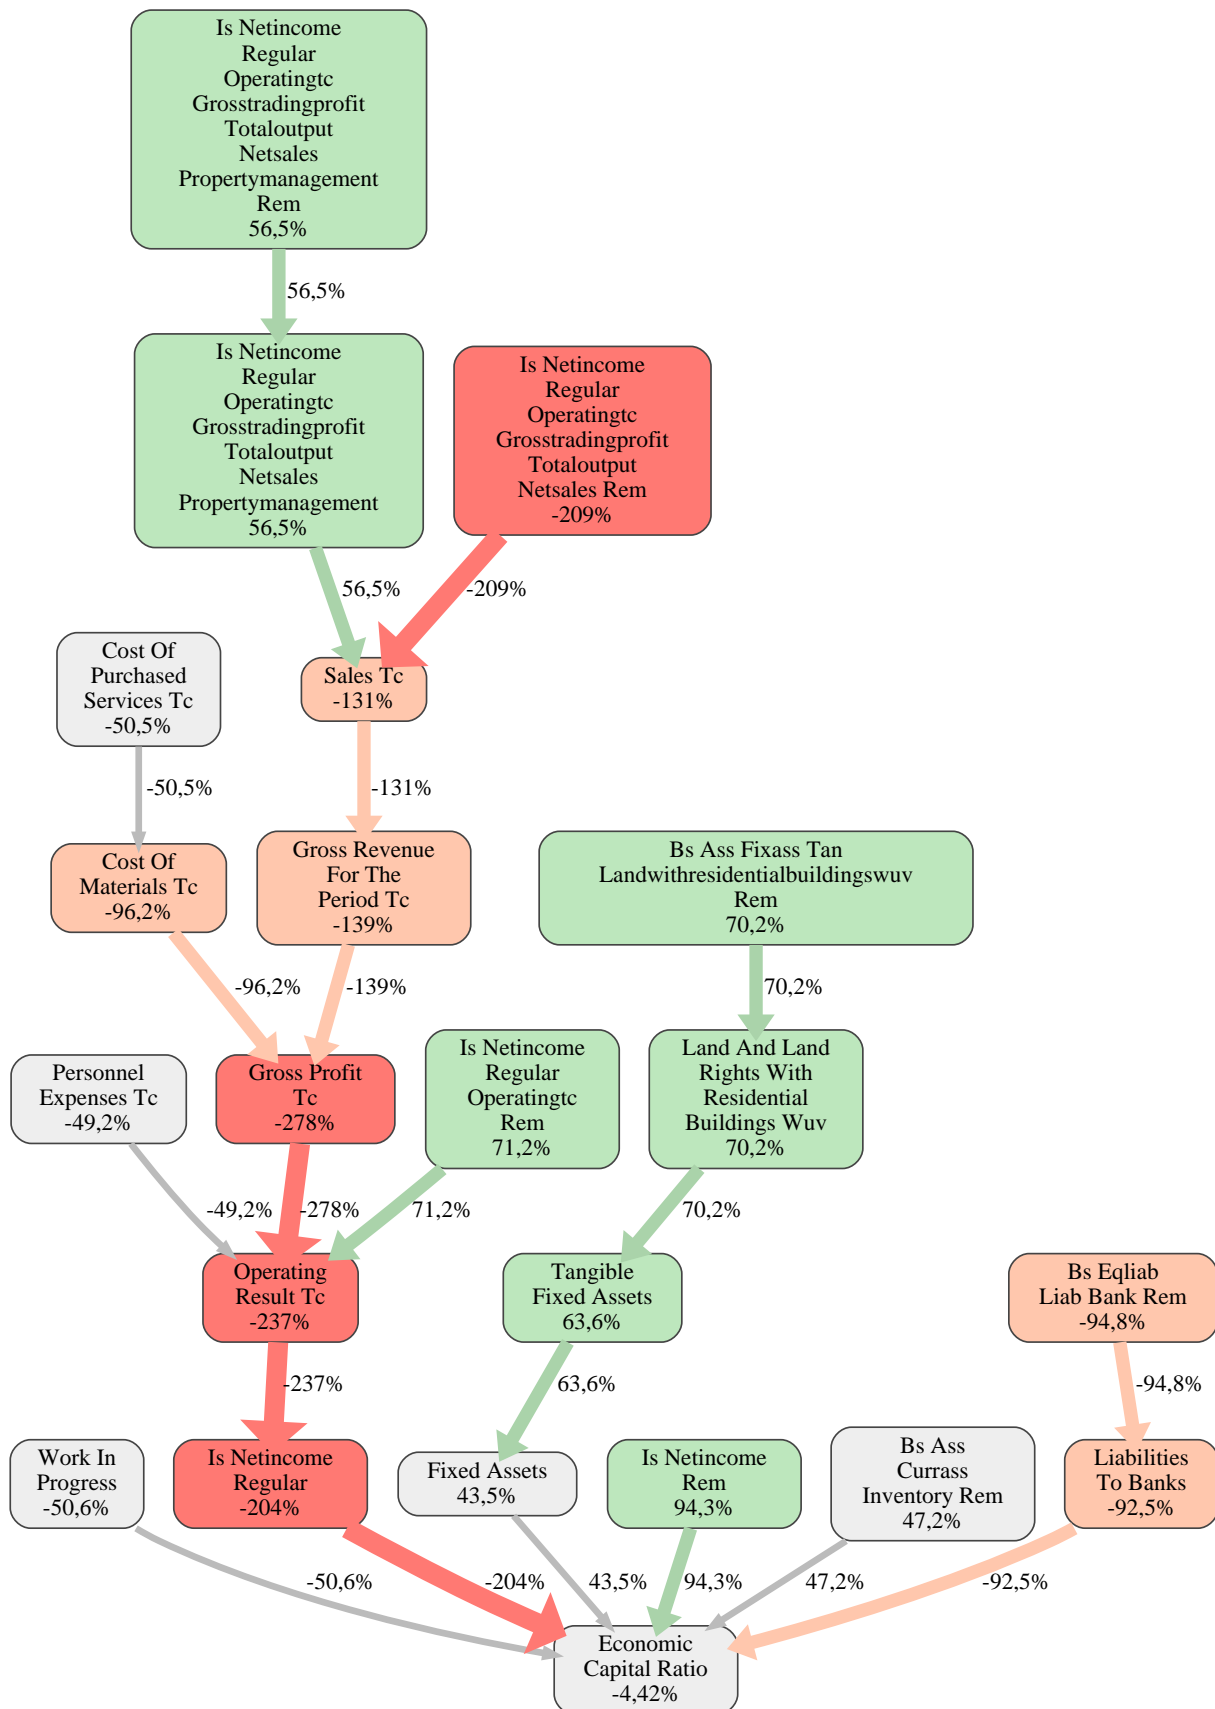 Is Netincome
Regular
Operatingtc
Grosstradingprofit
Totaloutput
Netsales
Propertymanagement
Rem
56,5%
56,5%
Is Netincome
Regular
Operatingtc
Grosstradingprofit
Totaloutput
Netsales
Propertymanagement
56,5%
Is Netincome
Regular
Operatingtc
Grosstradingprofit
Totaloutput
Netsales Rem
-209%
56,5%
-209%
Cost Of
Purchased
Services Tc
-50,5%
Sales Tc
-131%
-50,5%
-131%
Cost Of
Materials Tc
-96,2%
Gross Revenue
For The
Period Tc
-139%
Bs Ass Fixass Tan
Landwithresidentialbuildingswuv
Rem
70,2%
-96,2%
-139%
70,2%
Personnel
Expenses Tc
-49,2%
Gross Profit
Tc
-278%
Is Netincome
Regular
Operatingtc
Rem
71,2%
Land And Land
Rights With
Residential
Buildings Wuv
70,2%
-49,2%
-278%
71,2%
70,2%
Operating
Result Tc
-237%
Tangible
Fixed Assets
63,6%
Bs Eqliab
Liab Bank Rem
-94,8%
-237%
63,6%
-94,8%
Work In
Progress
-50,6%
Is Netincome
Regular
-204%
Fixed Assets
43,5%
Is Netincome
Rem
94,3%
Bs Ass
Currass
Inventory Rem
47,2%
Liabilities
To Banks
-92,5%
-50,6%
-204%
43,5%
94,3%
47,2%
-92,5%
Economic
Capital Ratio
-4,42%